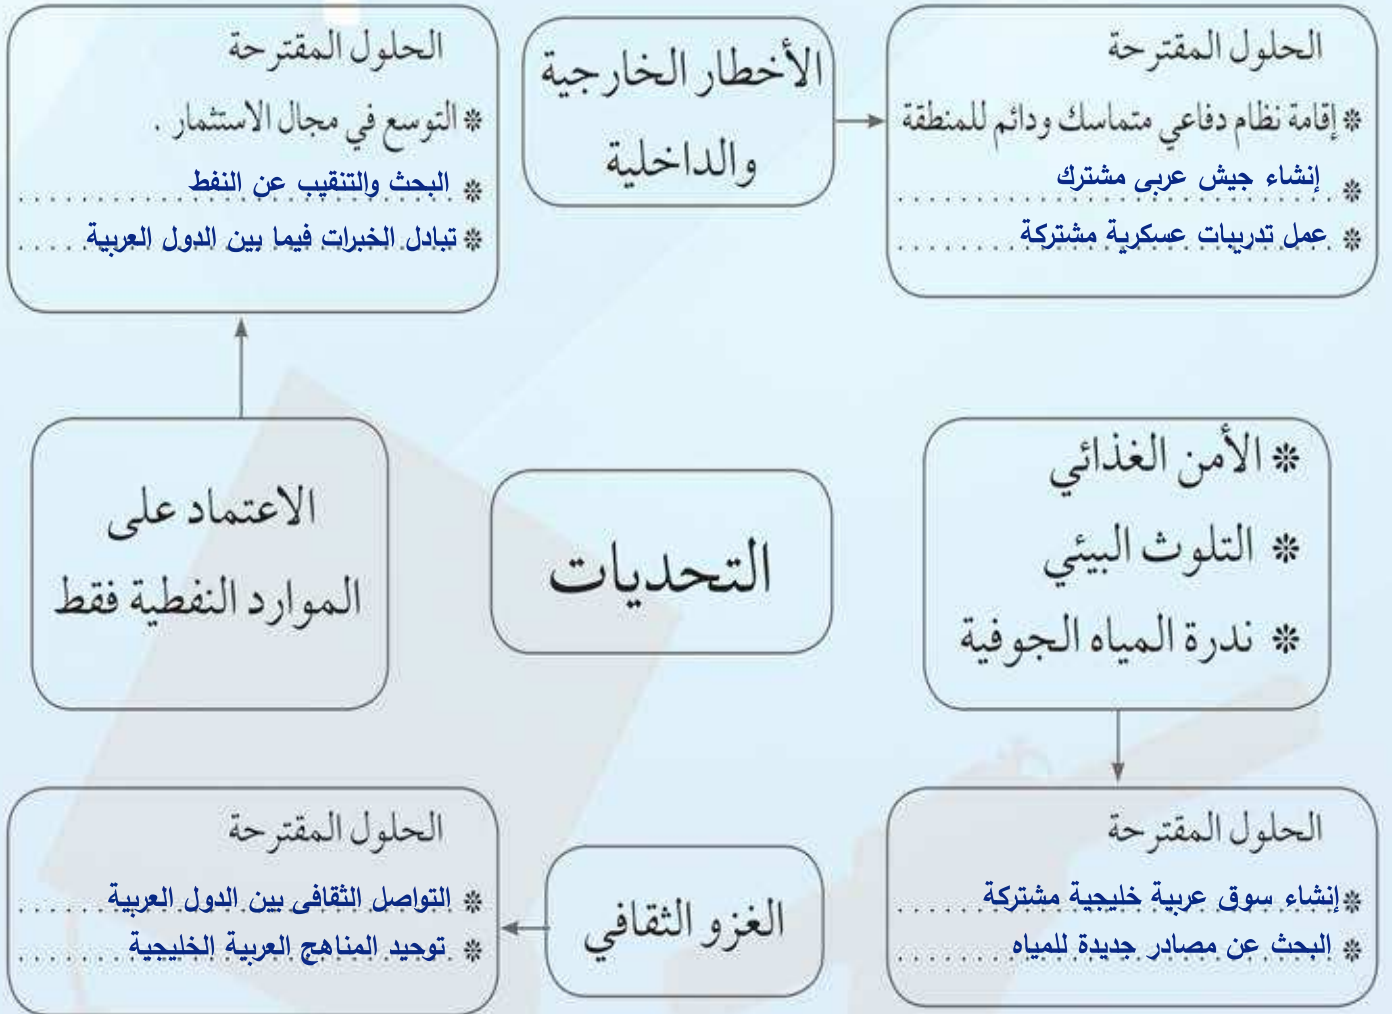 الحلول المقترحة
❊ إقامة نظام دفاعي متماسك ودائم للمنطقة
❊ إنشاء جيش عربى مشترك
❊ عمل تدريبات عسكرية مشتركة
الأخطار الخارجية
والداخلية
الحلول المقترحة
❊ التوسع في مجال الاستثمار .
❊ البحث والتنقيب عن النفط
❊ تبادل الخبرات فيما بين الدول العربية
❊ الأمن الغذائي
❊ التلوث البيئي
❊ ندرة المياه الجوفية
التحديات
الاعتماد على
الموارد النفطية فقط
الحلول المقترحة
❊ إنشاء سوق عربية خليجية مشتركة
❊ البحث عن مصادر جديدة للمياه
الغزو الثقافي
الحلول المقترحة
❊ التواصل الثقافى بين الدول العربية
❊ توحيد المناهج العربية الخليجية